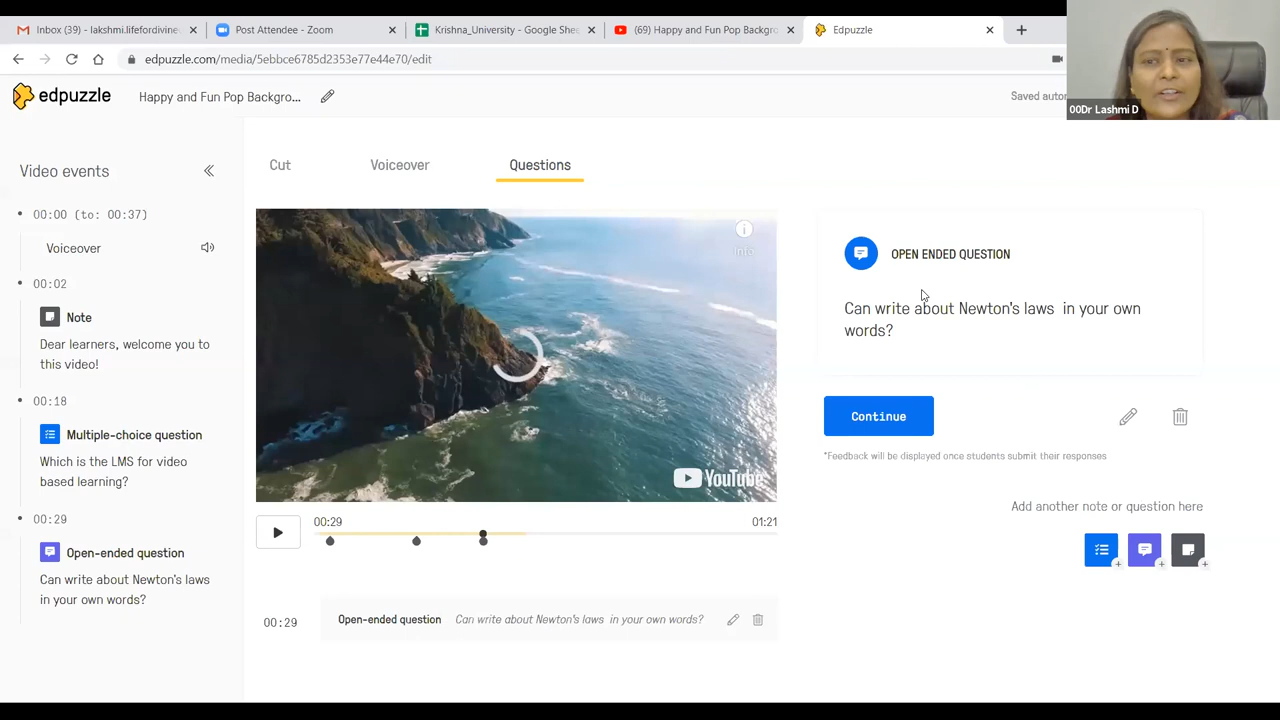 Inbox (39) - lakshmi.lifefordivine
Post Attendee - Zoom
Krishna_University - Google Shee
(69) Happy and Fun Pop Backgro
Edpuzzle
edpuzzle.com/media/5ebbce6785d2353e77e44e70/edit
00Dr Lashmi D
edpuzzle
Happy and Fun Pop Backgro...
Saved auto
Video events
Cut
Voiceover
Questions
00:00 (to: 00:37)
Voiceover
00:02
Note
Dear learners, welcome you to
this video!
00:18
Multiple-choice question
Which is the LMS for video
based learning?
00:29
Open-ended question
Can write about Newton's laws
in your own words?
Info
YouTube
00:29
01:21
00:29
Open-ended question Can write about Newton's laws in your own words?
OPEN ENDED QUESTION
Can write about Newton's laws in your own
words?
Continue
*Feedback will be displayed once students submit their responses
Add another note or question here